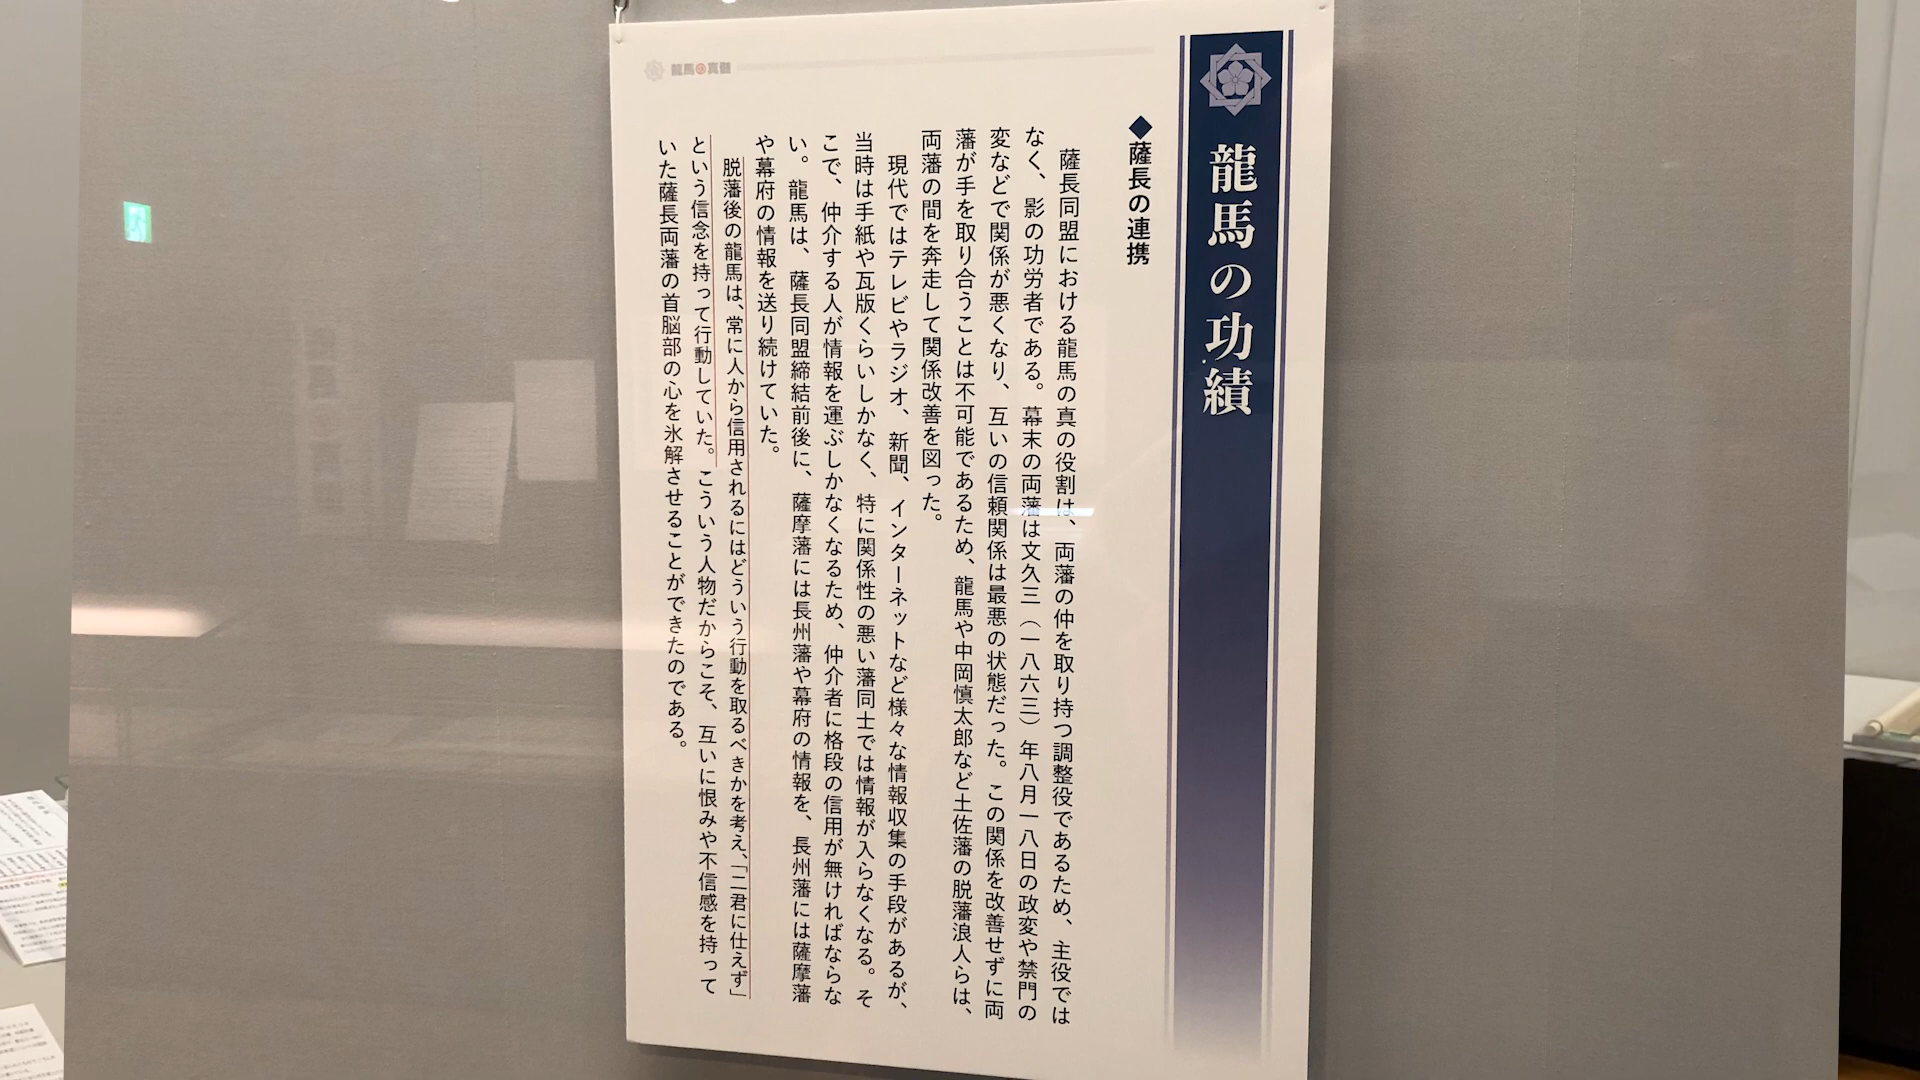 龍馬の功績
◆薩長の連携
薩長同盟における龍馬の真の役割は、両藩の仲を取り持つ調整役であるため、主役では
なく、影の功労者である。幕末の両藩は文久三（一八六三）年八月一八日の政変や禁門の
変などで関係が悪くなり、互いの信頼関係は最悪の状態だった。この関係を改善せずに両
藩が手を取り合うことは不可能であるため、龍馬や中岡慎太郎など土佐藩の脱藩浪人らは、
両藩の間を奔走して関係改善を図った。
現代ではテレビやラジオ、新聞、インターネットなど様々な情報収集の手段があるが、
当時は手紙や瓦版くらいしかなく、特に関係性の悪い藩同士では情報が入らなくなる。そ
こで、仲介する人が情報を運ぶしかなくなるため、仲介者に格段の信用が無ければならな
い。龍馬は、薩長同盟締結前後に、薩摩藩には長州藩や幕府の情報を、長州藩には薩摩藩
や幕府の情報を送り続けていた。
脱藩後の龍馬は、常に人から信用されるにはどういう行動を取るべきかを考え、「二君に仕えず」
という信念を持って行動していた。こういう人物だからこそ、互いに恨みや不信感を持って
いた薩長両藩の首脳部の心を氷解させることができたのである。
龍馬の真髄